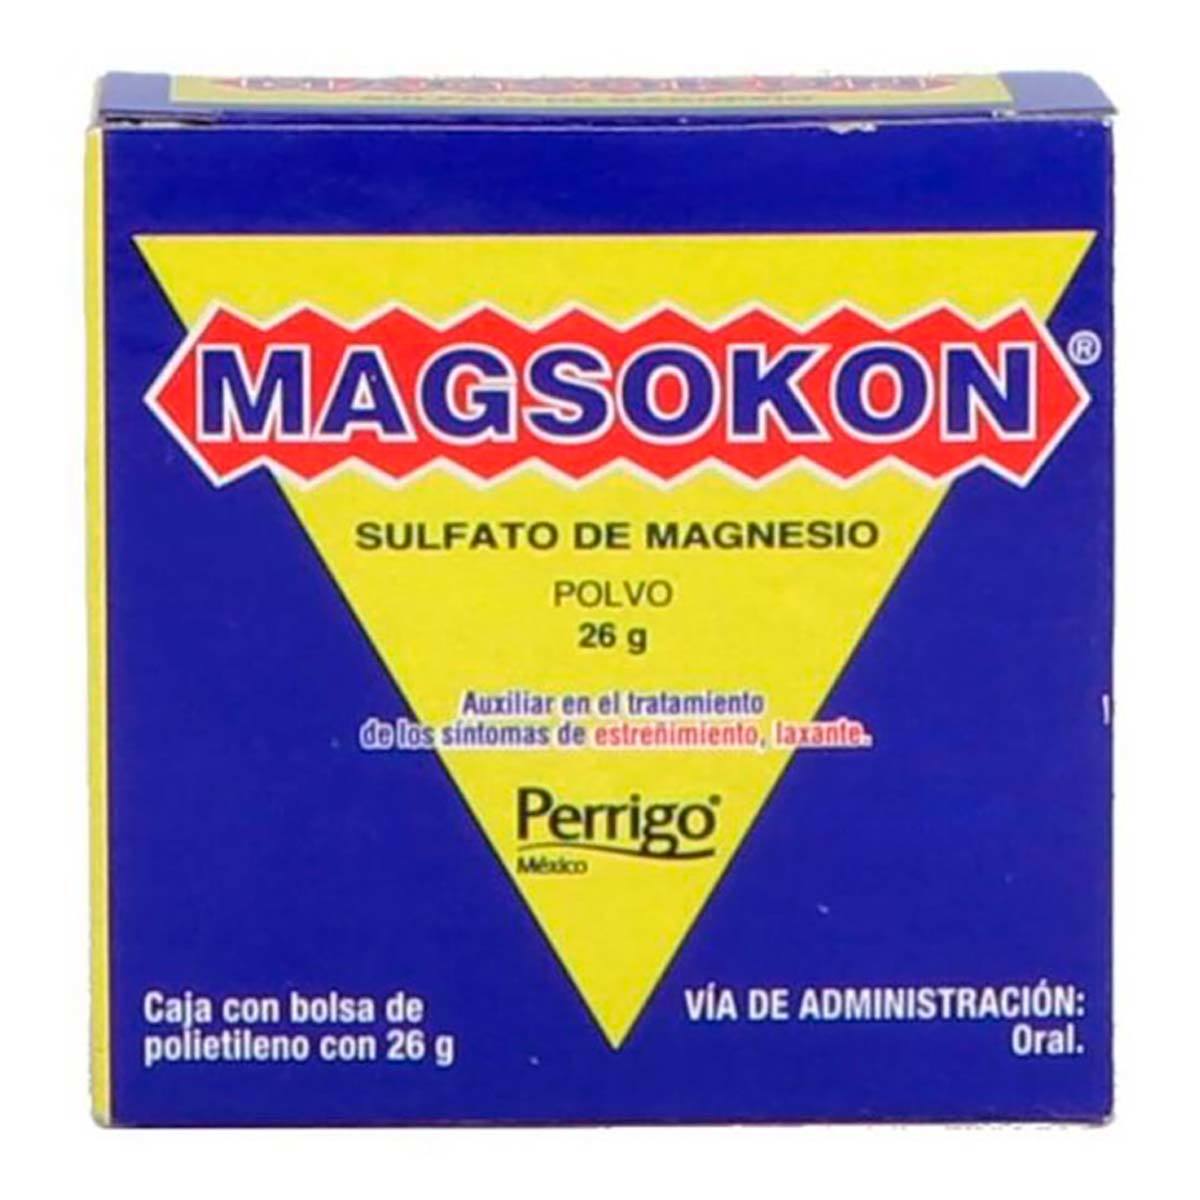 MAGSOKON®
SULFATO DE MAGNESIO
POLVO
26 g
Auxiliar en el tratamiento
de los síntomas de estreñimiento, laxante.
Perrigo®
México
Caja con bolsa de
polietileno con 26 g
VÍA DE ADMINISTRACIÓN:
Oral.